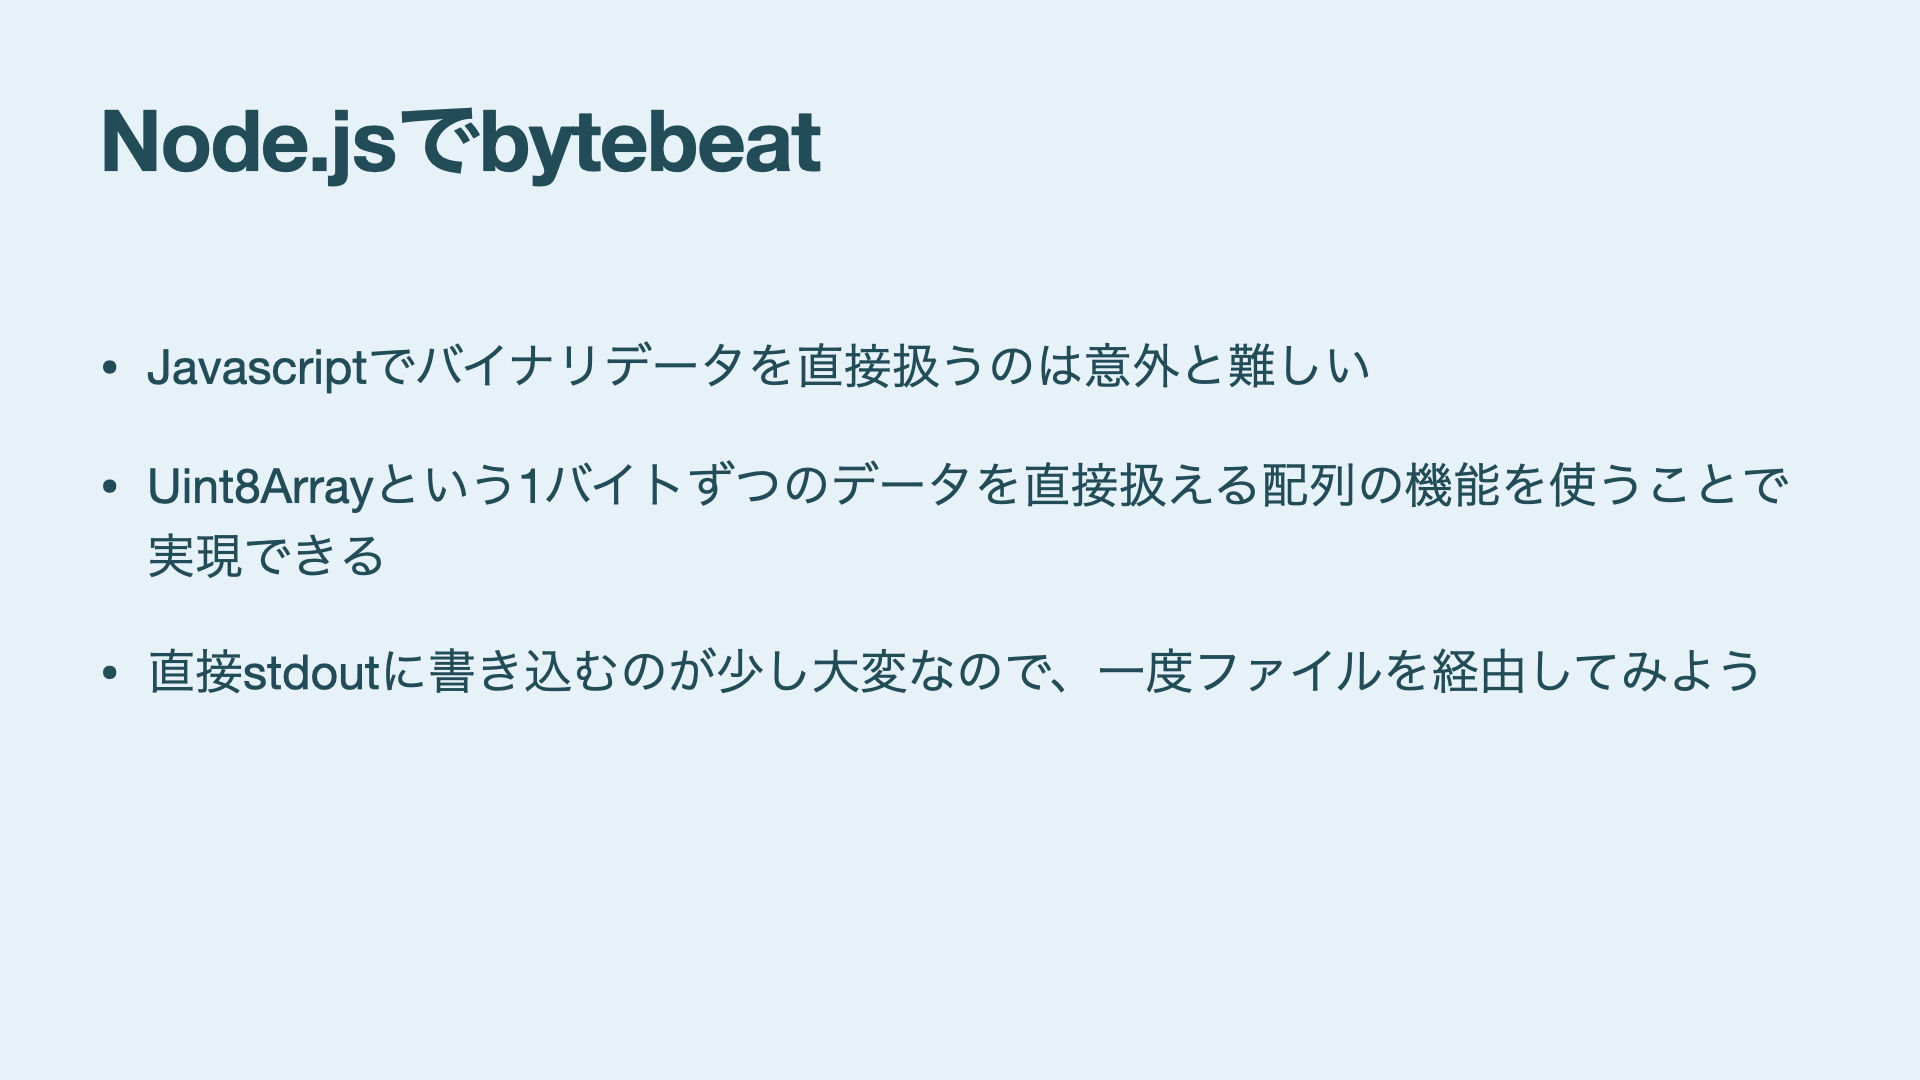 Node.jsでbytebeat
• Javascriptでバイナリデータを直接扱うのは意外と難しい
• Uint8Arrayという1バイトずつのデータを直接扱える配列の機能を使うことで
実現できる
• 直接stdoutに書き込むのが少し大変なので、一度ファイルを経由してみよう